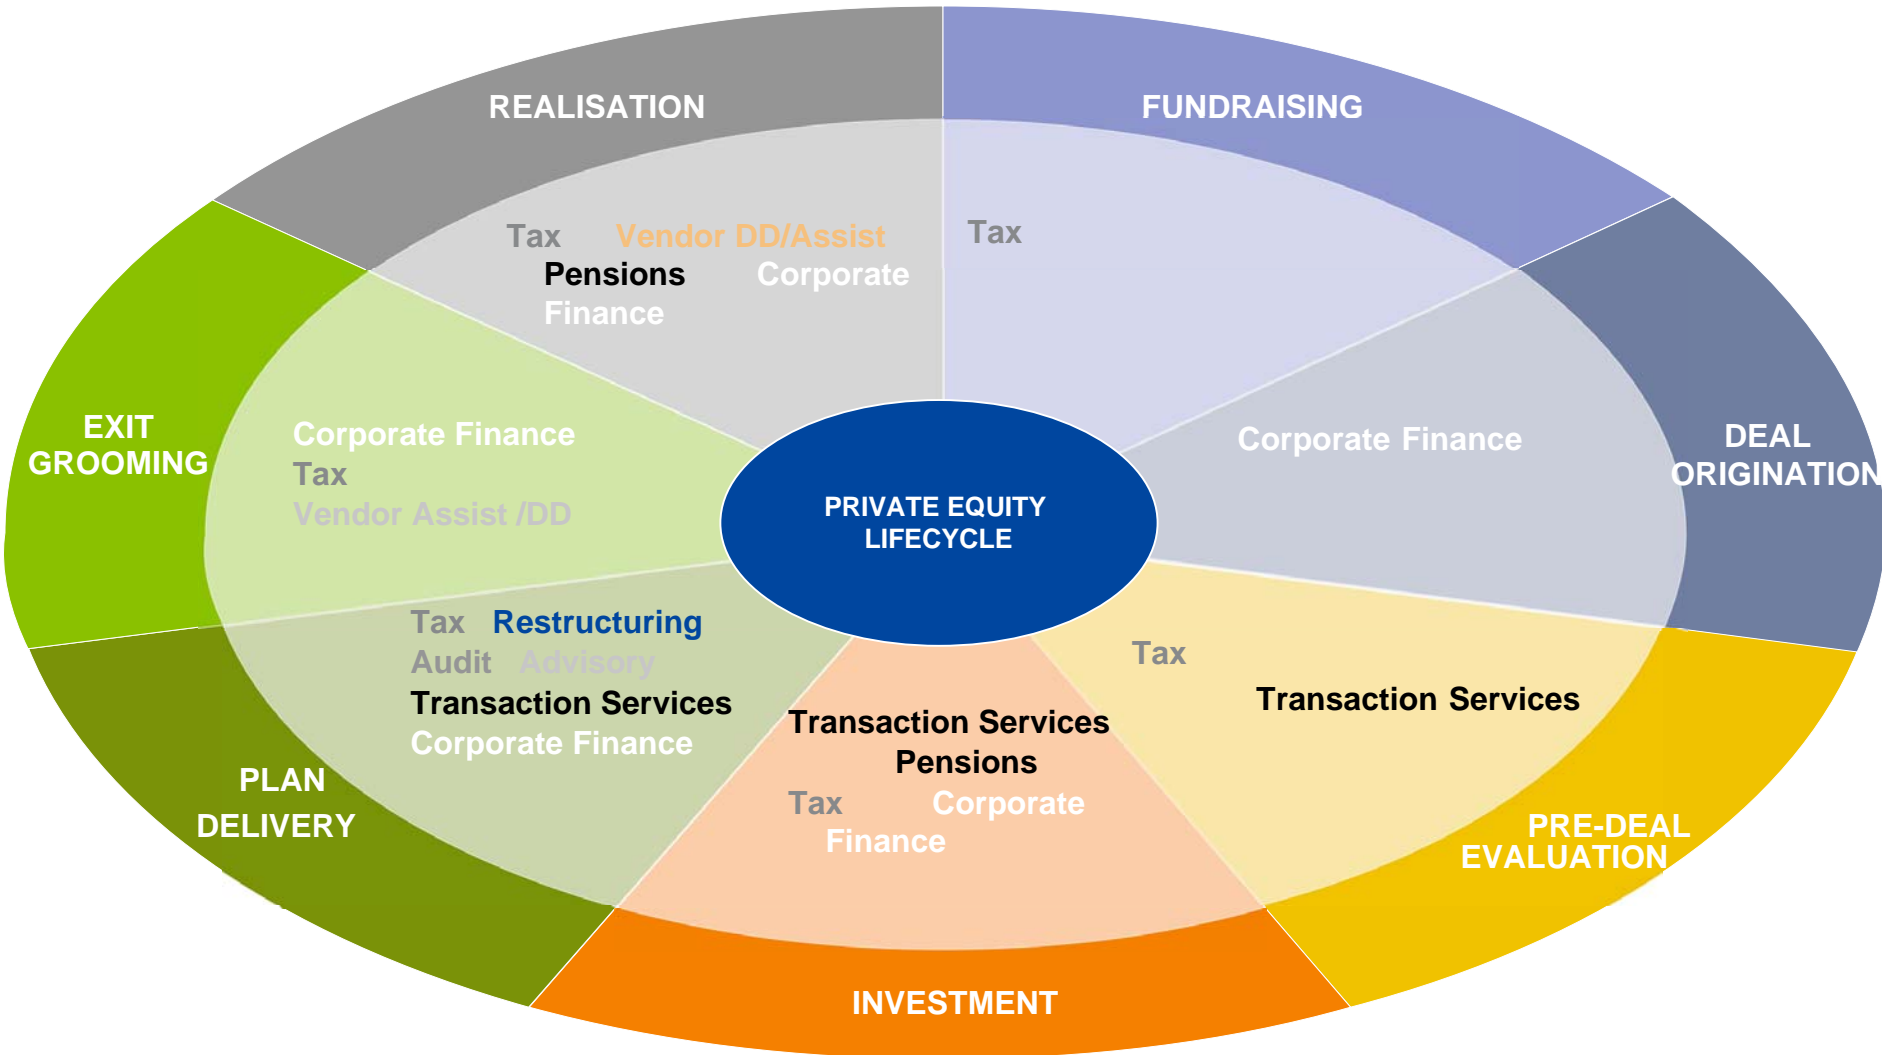 REALISATION
FUNDRAISING
Tax Vendor DD/Assist
Pensions Corporate
Finance
Tax
EXIT
GROOMING
Corporate Finance
Tax
Vendor Assist /DD
PRIVATE EQUITY
LIFECYCLE
Corporate Finance
DEAL
ORIGINATION
Tax Restructuring
Audit Advisory
Transaction Services
Corporate Finance
PLAN
DELIVERY
Transaction Services
Pensions
Tax Corporate
Finance
Tax
Transaction Services
PRE-DEAL
EVALUATION
INVESTMENT